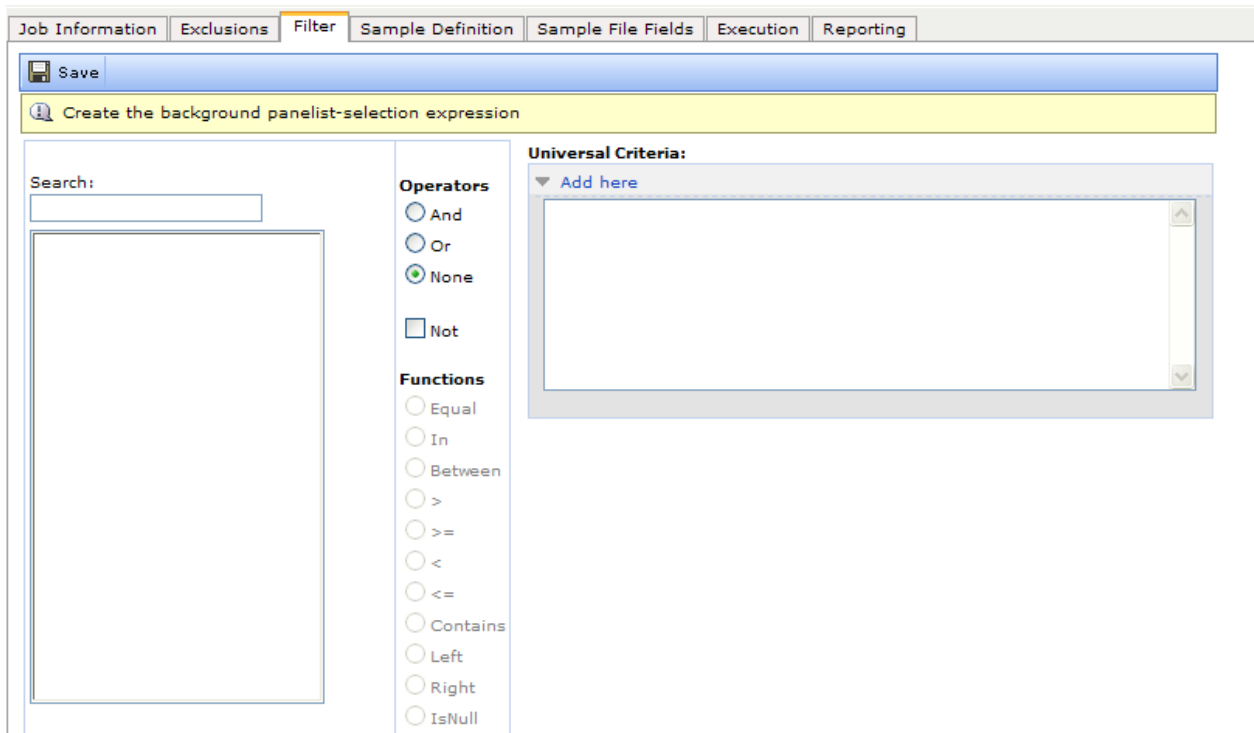 Job Information Exclusions Filter Sample Definition Sample File Fields Execution Reporting
Save
Create the background panelist-selection expression
Search:
Operators
And
Or
None
Not
Functions
Equal
In
Between
>
>=
<
<=
Contains
Left
Right
IsNull
Universal Criteria:
Add here